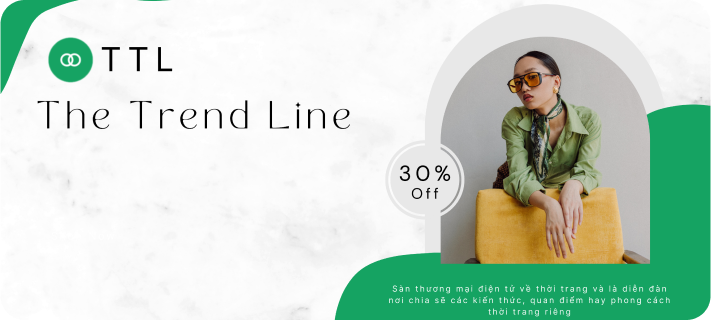 TTL
The Trend Line
30%
Off
Sàn thương mại điện tử về thời trang và là diễn đàn
nơi chia sẽ các kiến thức, quan điểm hay phong cách
thời trang riêng